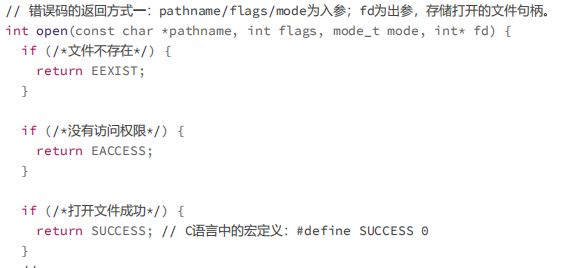 // 错误码的返回方式一：pathname/flags/mode为入参；fd为出参，存储打开的文件句柄。
int open(const char *pathname, int flags, mode_t mode, int* fd) {
if (/*文件不存在*/) {
return EEXIST;
}
if (/*没有访问权限*/) {
return EACCESS;
}
if (/*打开文件成功*/) {
return SUCCESS; // C语言中的宏定义：#define SUCCESS 0
}